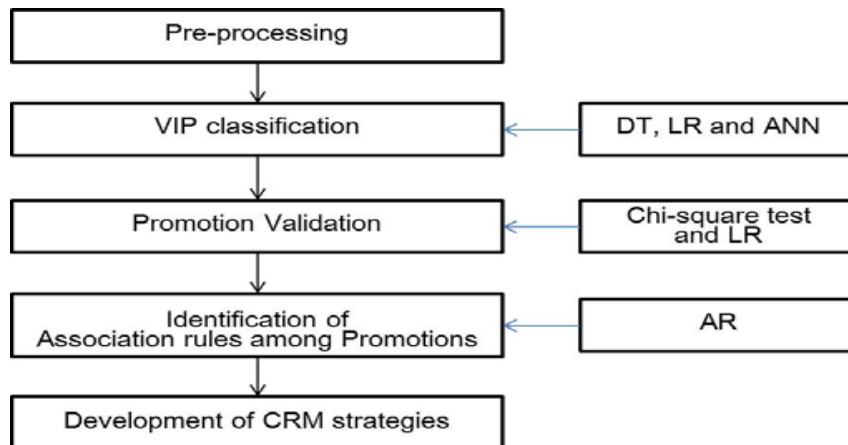 Pre-processing
VIP classification
DT, LR and ANN
Promotion Validation
Chi-square test
and LR
Identification of
Association rules among Promotions
AR
Development of CRM strategies